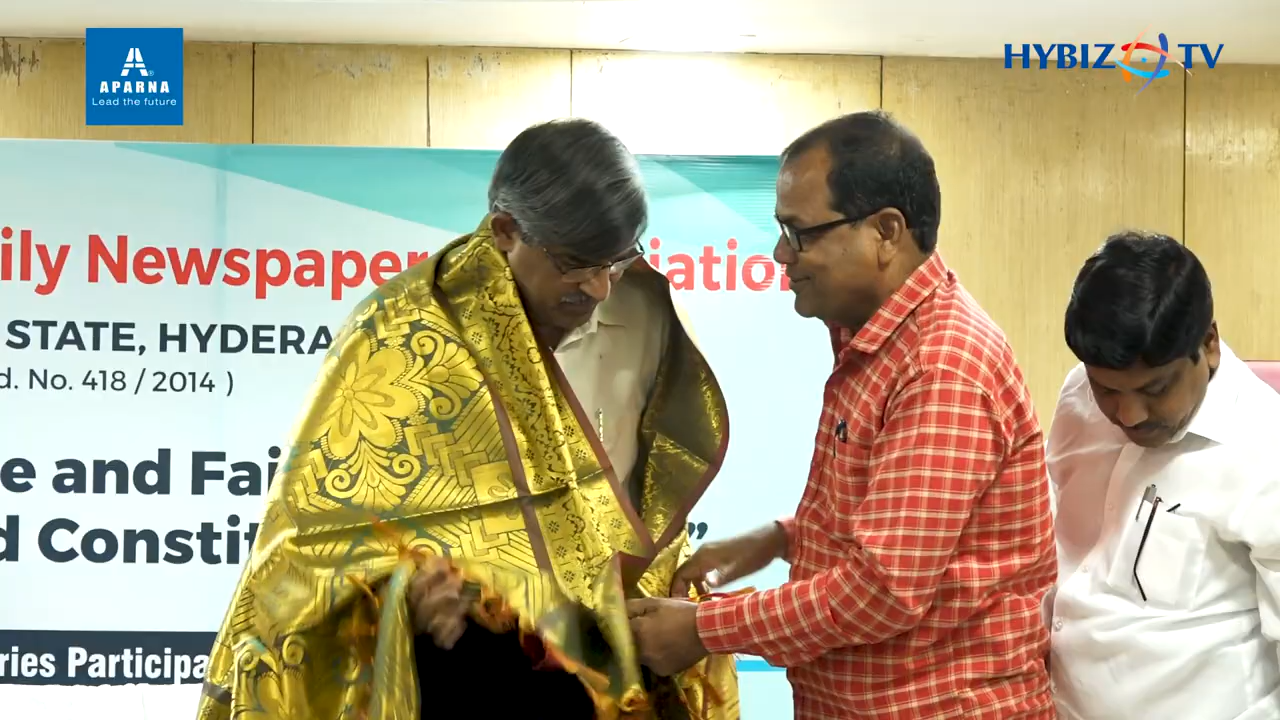 APARNA
Lead the future
HYBIZ TV
ily Newspaper iation
STATE, HYDERA
d. No. 418 / 2014 )
e and Fai
d Constit ”
ries Participa